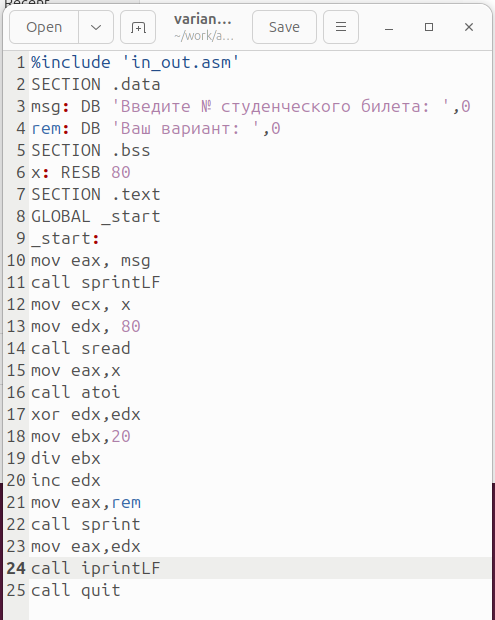 Recent
Open
varian...
~/work/a...
Save
1 %include 'in_out.asm'
2 SECTION .data
3 msg: DB 'Введите № студенческого билета: ',0
4 rem: DB 'Ваш вариант: ',0
5 SECTION .bss
6 x: RESB 80
7 SECTION .text
8 GLOBAL _start
9 _start:
10 mov eax, msg
11 call sprintLF
12 mov ecx, x
13 mov edx, 80
14 call sread
15 mov eax,x
16 call atoi
17 xor edx,edx
18 mov ebx,20
19 div ebx
20 inc edx
21 mov eax,rem
22 call sprint
23 mov eax,edx
24 call iprintLF
25 call quit